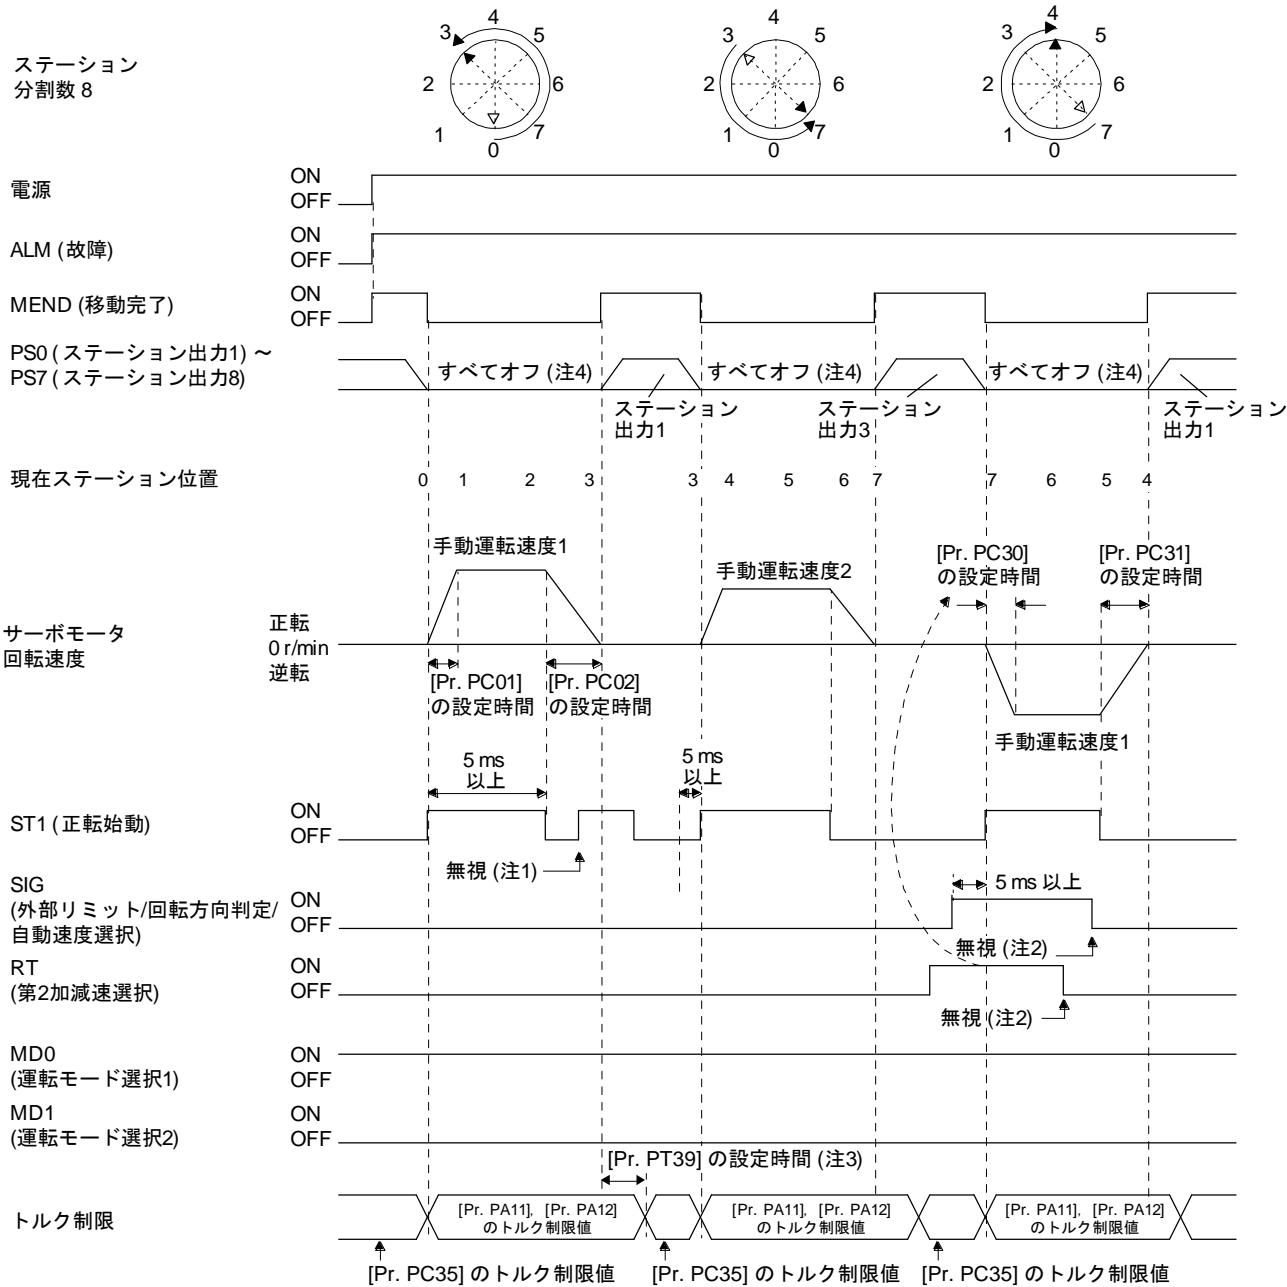 ステーション
分割数 8
0 1 2 3 4 5 6 7
0 1 2 3 4 5 6 7
0 1 2 3 4 5 6 7
電源
ON
OFF
ALM (故障)
ON
OFF
MEND (移動完了)
ON
OFF
PS0 (ステーション出力1) ～
PS7 (ステーション出力8)
すべてオフ (注4)
すべてオフ (注4)
すべてオフ (注4)
ステーション
出力1
ステーション
出力3
ステーション
出力1
現在ステーション位置
0 1 2 3 3 4 5 6 7 7 6 5 4
サーボモータ
回転速度
正転
0 r/min
逆転
手動運転速度1
手動運転速度2
手動運転速度1
[Pr. PC30]
の設定時間
[Pr. PC31]
の設定時間
[Pr. PC01]
の設定時間
[Pr. PC02]
の設定時間
5 ms
以上
5 ms
以上
ST1 (正転始動)
ON
OFF
無視 (注1)
SIG
(外部リミット/回転方向判定/
自動速度選択)
ON
OFF
5 ms 以上
無視 (注2)
RT
(第2加減速選択)
ON
OFF
無視 (注2)
MD0
(運転モード選択1)
ON
OFF
MD1
(運転モード選択2)
ON
OFF
[Pr. PT39] の設定時間 (注3)
トルク制限
[Pr. PA11], [Pr. PA12]
のトルク制限値
[Pr. PA11], [Pr. PA12]
のトルク制限値
[Pr. PA11], [Pr. PA12]
のトルク制限値
[Pr. PC35] のトルク制限値
[Pr. PC35] のトルク制限値
[Pr. PC35] のトルク制限値